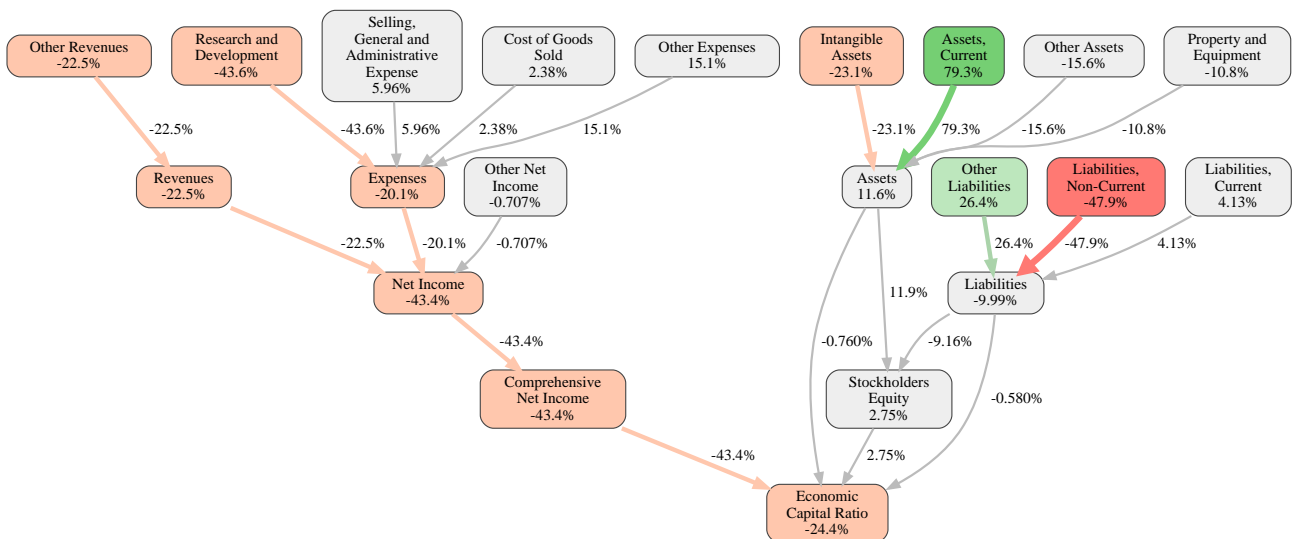 Other Revenues
-22.5%
Research and
Development
-43.6%
Selling,
General and
Administrative
Expense
5.96%
Cost of Goods
Sold
2.38%
Other Expenses
15.1%
Intangible
Assets
-23.1%
Assets,
Current
79.3%
Other Assets
-15.6%
Property and
Equipment
-10.8%
-22.5%
-43.6%
5.96%
2.38%
15.1%
-23.1%
79.3%
-15.6%
-10.8%
Revenues
-22.5%
Expenses
-20.1%
Other Net
Income
-0.707%
Assets
11.6%
Other
Liabilities
26.4%
Liabilities,
Non-Current
-47.9%
Liabilities,
Current
4.13%
-22.5%
-20.1%
-0.707%
26.4%
-47.9%
4.13%
Net Income
-43.4%
11.9%
Liabilities
-9.99%
-43.4%
-0.760%
-9.16%
Comprehensive
Net Income
-43.4%
Stockholders
Equity
2.75%
-0.580%
-43.4%
2.75%
Economic
Capital Ratio
-24.4%